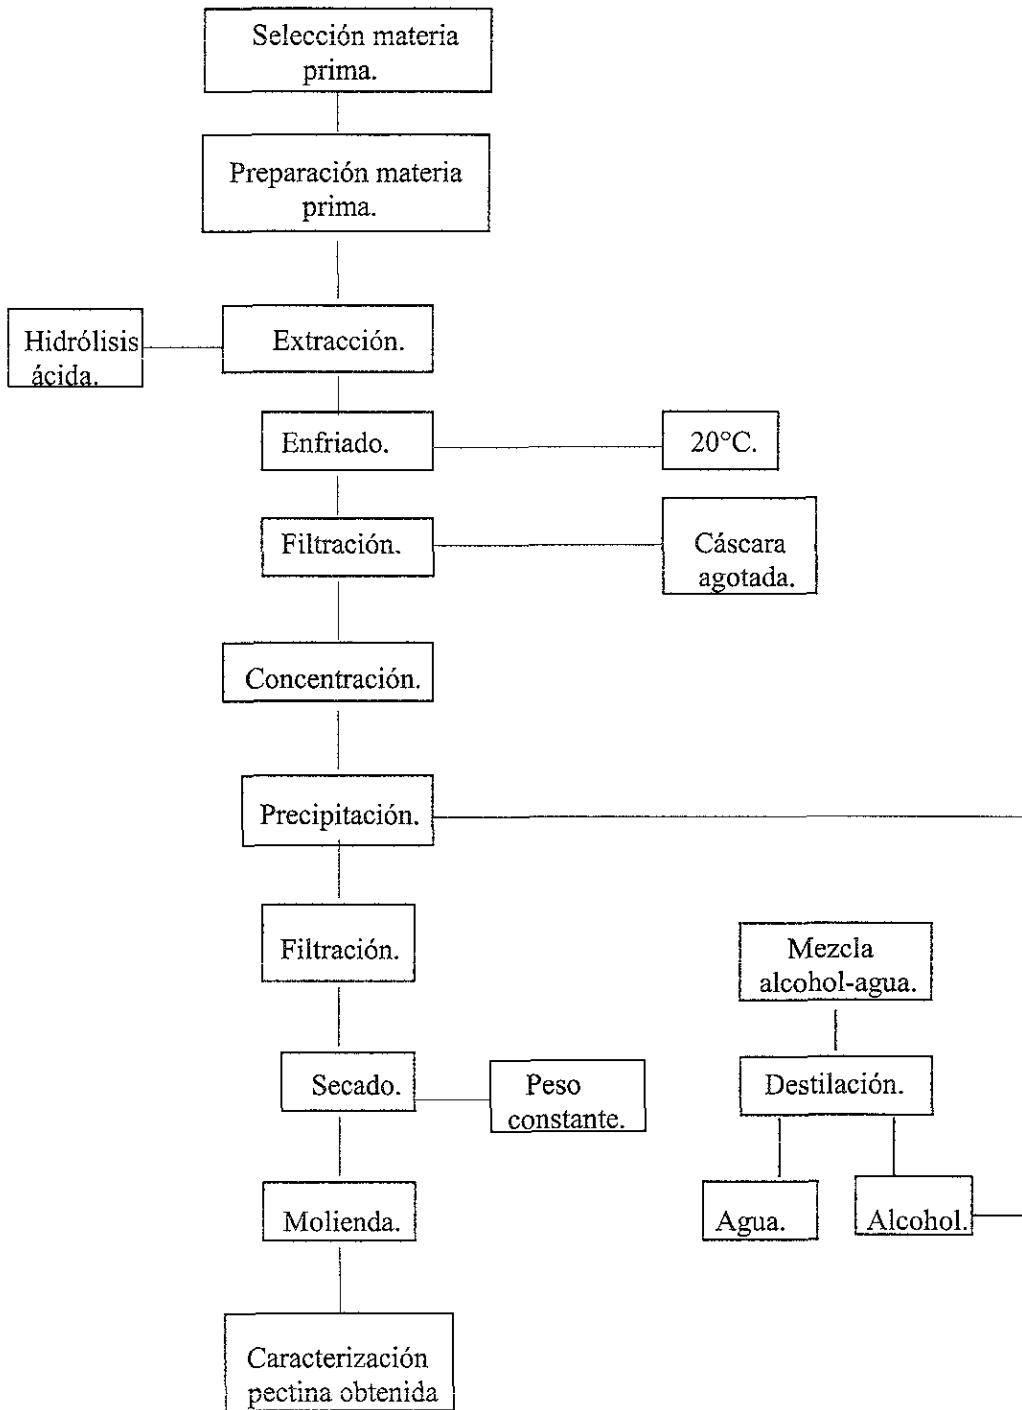 Selección materia
prima.
Preparación materia
prima.
Hidrólisis
ácida.
Extracción.
Enfriado.
20°C.
Filtración.
Cáscara
agotada.
Concentración.
Precipitación.
Filtración.
Mezcla
alcohol-agua.
Secado.
Peso
constante.
Destilación.
Molienda.
Agua.
Alcohol.
Caracterización
pectina obtenida